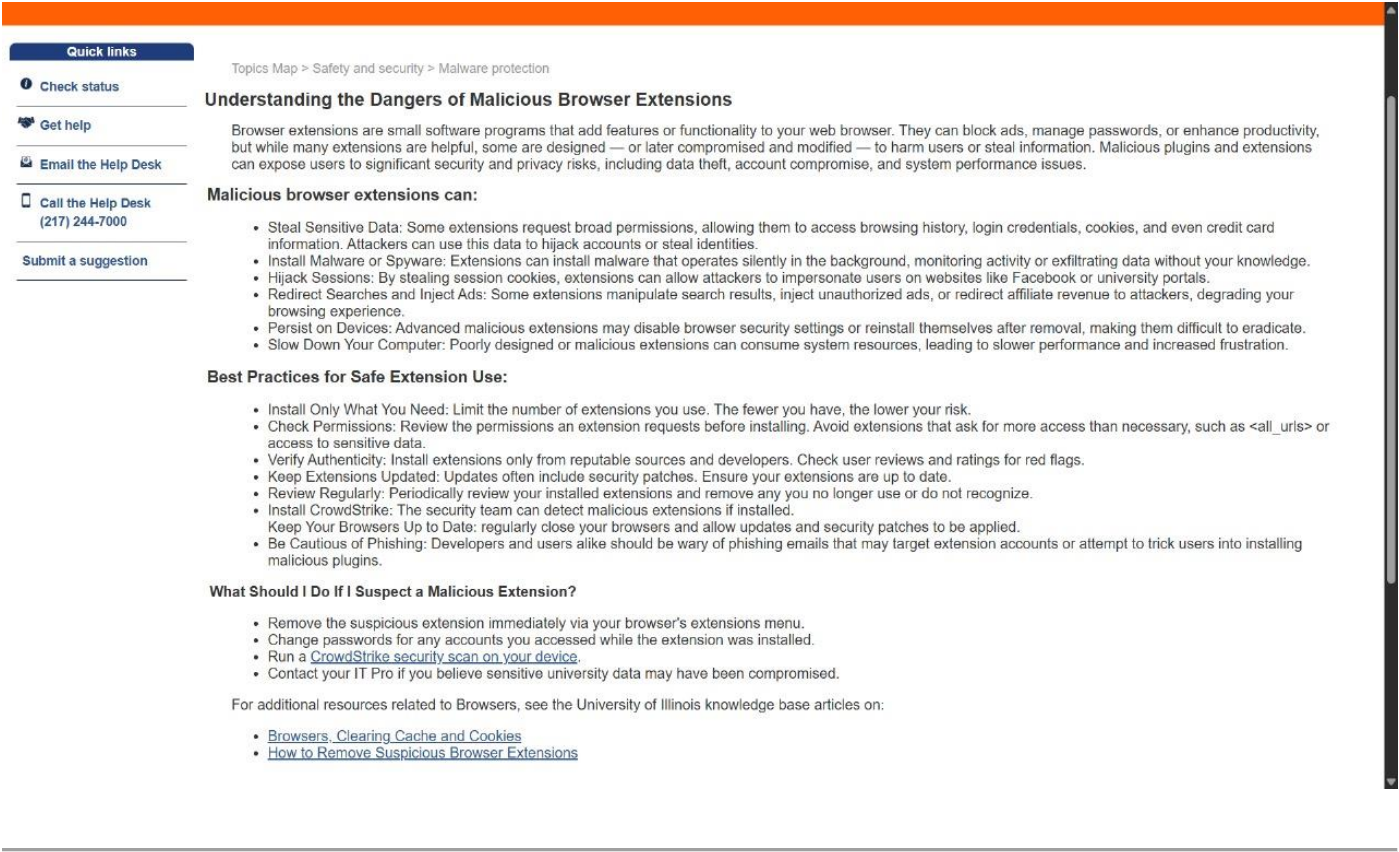 Quick links
Check status
Get help
Email the Help Desk
Call the Help Desk
(217) 244-7000
Submit a suggestion
Topics Map > Safety and security > Malware protection
Understanding the Dangers of Malicious Browser Extensions
Browser extensions are small software programs that add features or functionality to your web browser. They can block ads, manage passwords, or enhance productivity,
but while many extensions are helpful, some are designed — or later compromised and modified — to harm users or steal information. Malicious plugins and extensions
can expose users to significant security and privacy risks, including data theft, account compromise, and system performance issues.
Malicious browser extensions can:
• Steal Sensitive Data: Some extensions request broad permissions, allowing them to access browsing history, login credentials, cookies, and even credit card
information. Attackers can use this data to hijack accounts or steal identities.
• Install Malware or Spyware: Extensions can install malware that operates silently in the background, monitoring activity or exfiltrating data without your knowledge.
• Hijack Sessions: By stealing session cookies, extensions can allow attackers to impersonate users on websites like Facebook or university portals.
• Redirect Searches and Inject Ads: Some extensions manipulate search results, inject unauthorized ads, or redirect affiliate revenue to attackers, degrading your
browsing experience.
• Persist on Devices: Advanced malicious extensions may disable browser security settings or reinstall themselves after removal, making them difficult to eradicate.
• Slow Down Your Computer: Poorly designed or malicious extensions can consume system resources, leading to slower performance and increased frustration.
Best Practices for Safe Extension Use:
• Install Only What You Need: Limit the number of extensions you use. The fewer you have, the lower your risk.
• Check Permissions: Review the permissions an extension requests before installing. Avoid extensions that ask for more access than necessary, such as <all_urls> or
access to sensitive data.
• Verify Authenticity: Install extensions only from reputable sources and developers. Check user reviews and ratings for red flags.
• Keep Extensions Updated: Updates often include security patches. Ensure your extensions are up to date.
• Review Regularly: Periodically review your installed extensions and remove any you no longer use or do not recognize.
• Install CrowdStrike: The security team can detect malicious extensions if installed.
Keep Your Browsers Up to Date: regularly close your browsers and allow updates and security patches to be applied.
• Be Cautious of Phishing: Developers and users alike should be wary of phishing emails that may target extension accounts or attempt to trick users into installing
malicious plugins.
What Should I Do If I Suspect a Malicious Extension?
• Remove the suspicious extension immediately via your browser's extensions menu.
• Change passwords for any accounts you accessed while the extension was installed.
• Run a CrowdStrike security scan on your device.
• Contact your IT Pro if you believe sensitive university data may have been compromised.
For additional resources related to Browsers, see the University of Illinois knowledge base articles on:
• Browsers, Clearing Cache and Cookies
• How to Remove Suspicious Browser Extensions